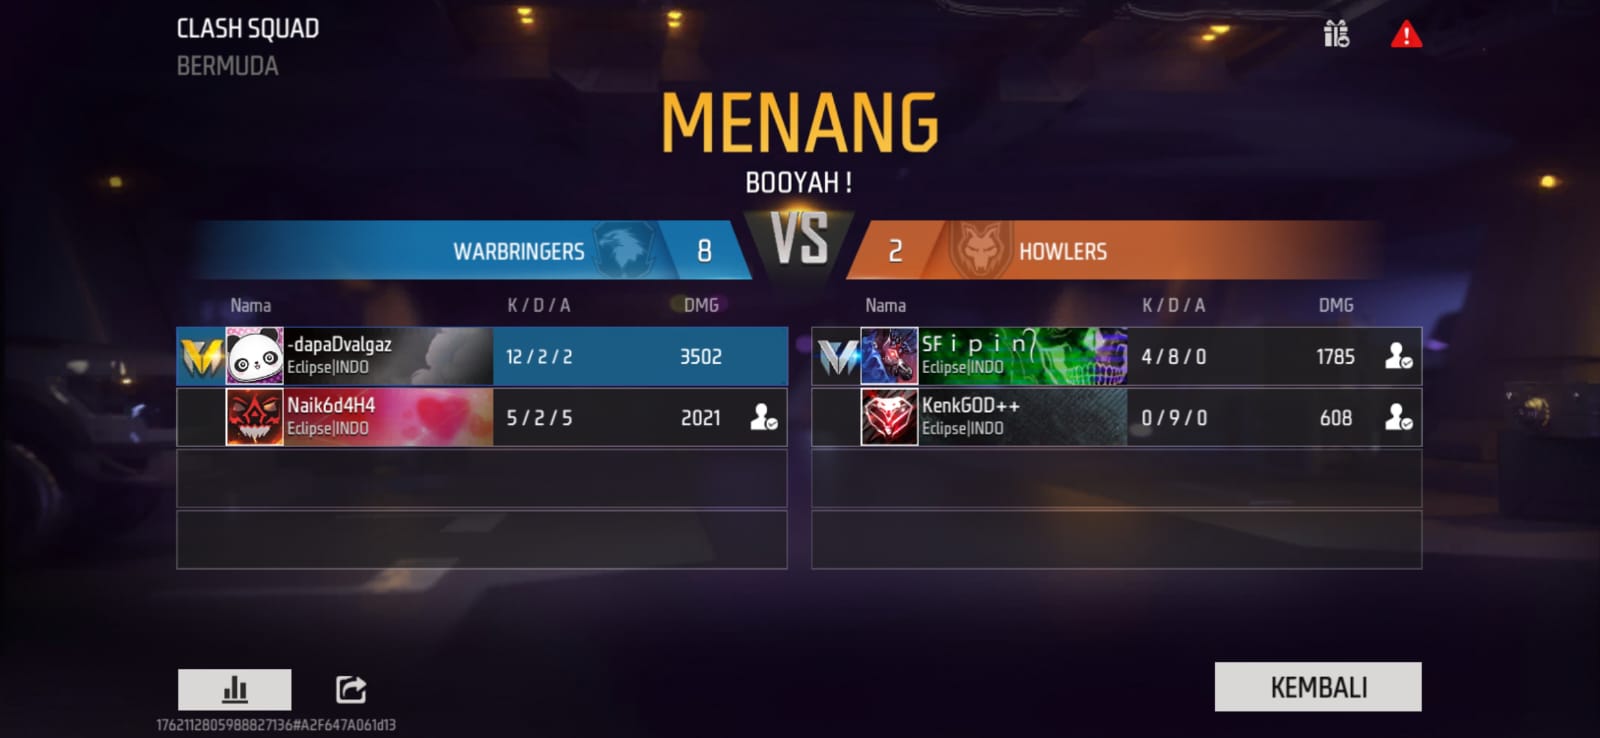 CLASH SQUAD
BERMUDA
MENANG
BOOYAH !
WARBRINGERS 8 VS 2 HOWLERS
Nama K / D / A DMG Nama K / D / A DMG
-dapaDvalgaz
Eclipse|INDO
12 / 2 / 2 3502
SF i p i n
Eclipse|INDO
4 / 8 / 0 1785
Naik6d4H4
Eclipse|INDO
5 / 2 / 5 2021
KenkGOD++
Eclipse|INDO
0 / 9 / 0 608
KEMBALI
1762112805988827136#A2F647A061d13